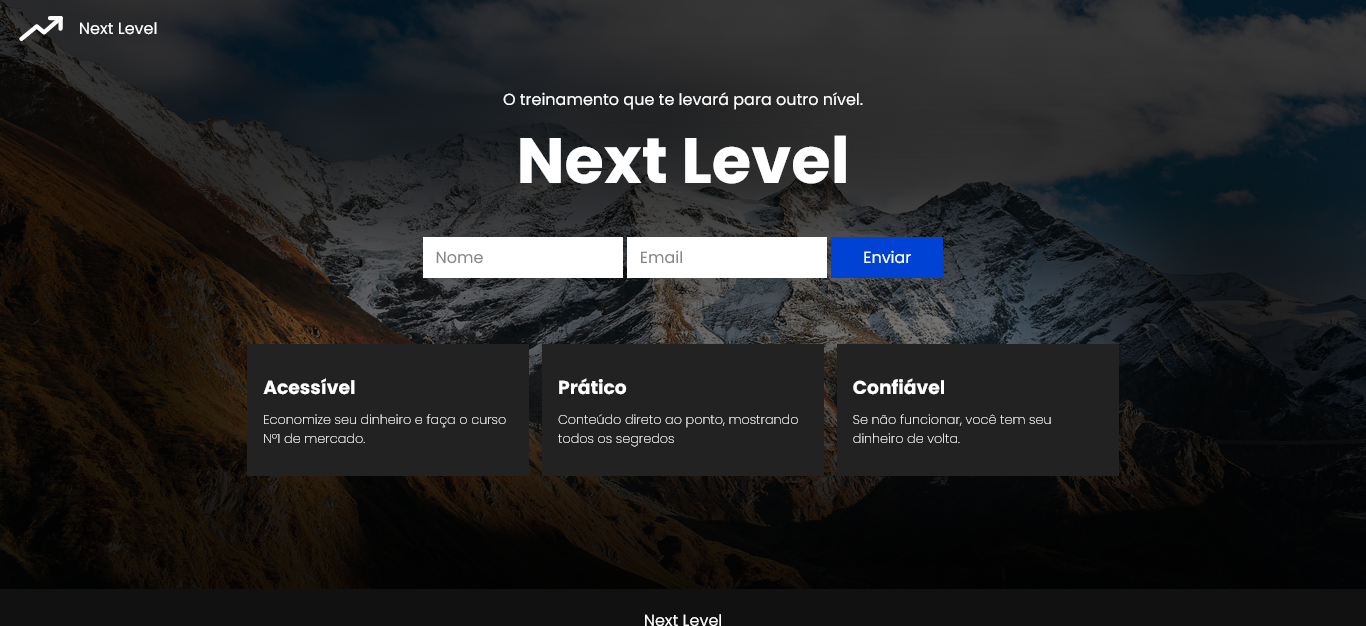 Next Level
O treinamento que te levará para outro nível.
Next Level
Nome
Email
Enviar
Acessível
Economize seu dinheiro e faça o curso
Nº1 de mercado.
Prático
Conteúdo direto ao ponto, mostrando
todos os segredos
Confiável
Se não funcionar, você tem seu
dinheiro de volta.
Next Level